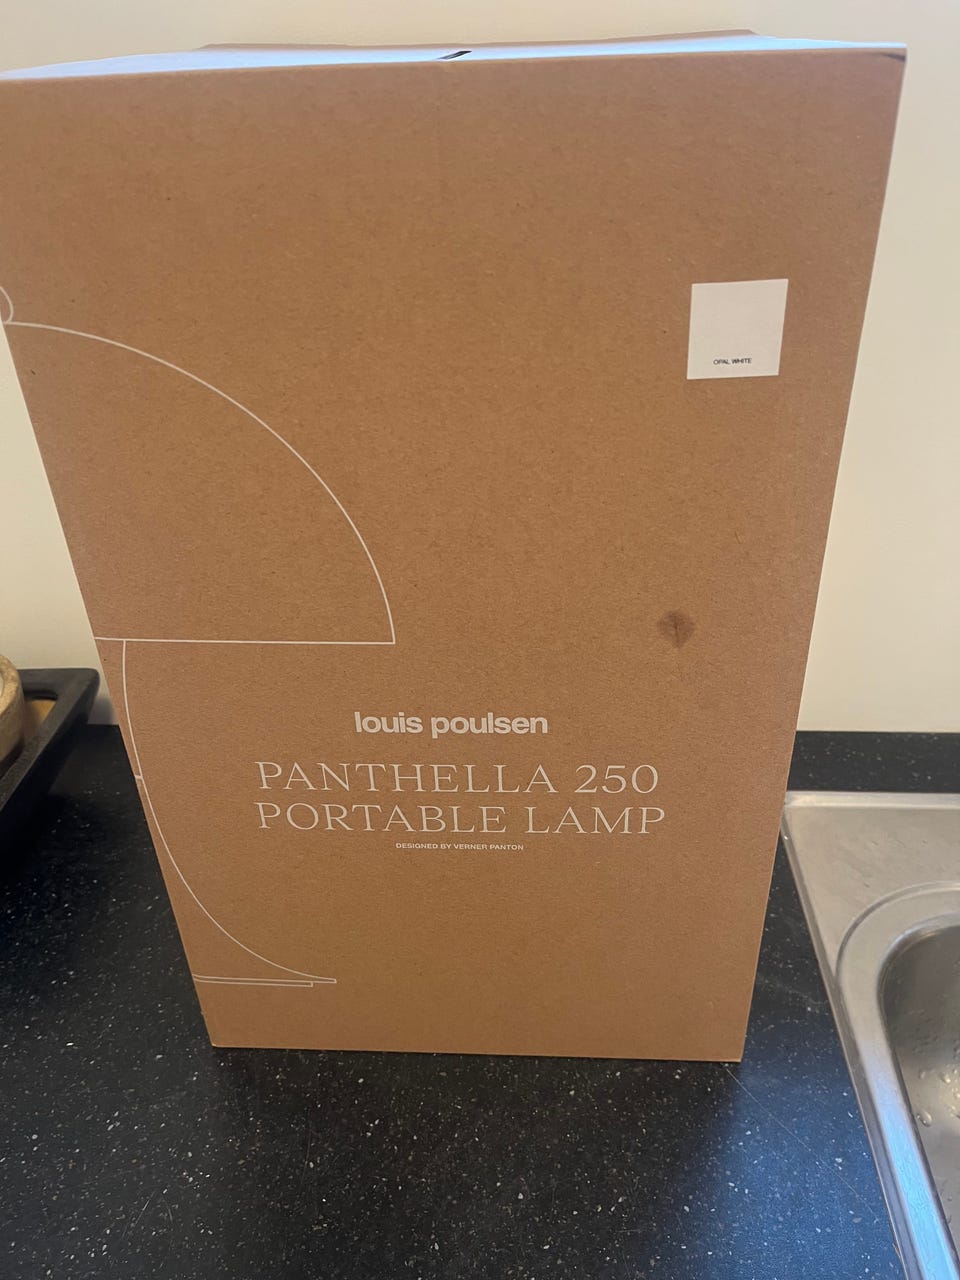 OPAL WHITE
louis poulsen
PANTHELLA 250
PORTABLE LAMP
DESIGNED BY VERNER PANTON